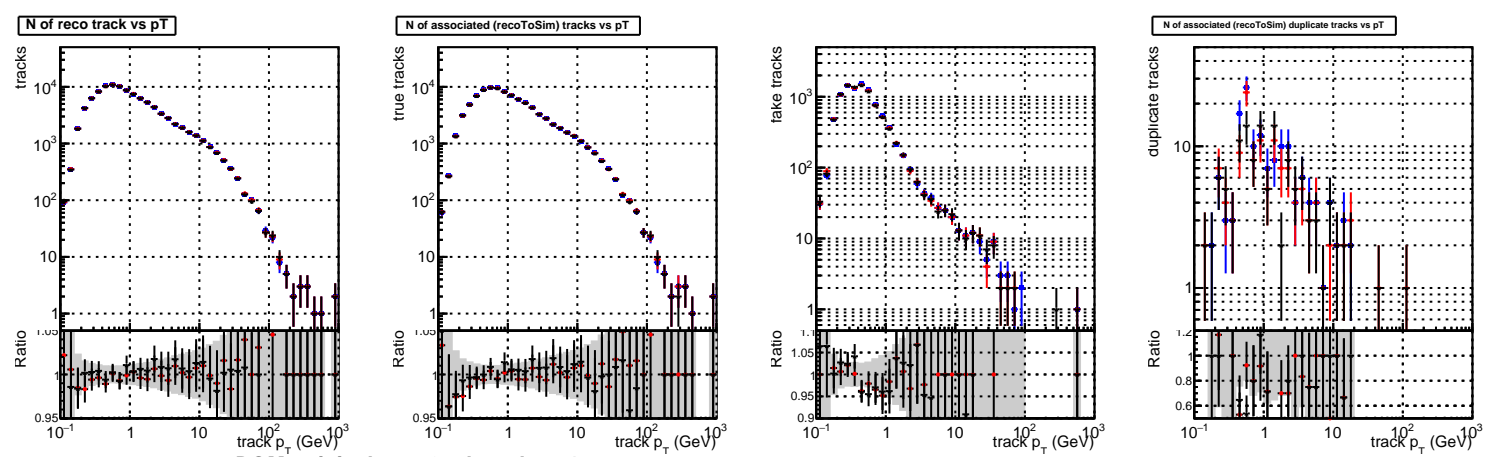 N of reco track vs pT
N of associated (recoToSim) tracks vs pT
N of associated (recoToSim) duplicate tracks vs pT
tracks
10⁴
10³
10²
10
1
Ratio
1.05
1
0.95
10⁻¹ 1 10 10² 10³
track p_T (GeV)
true tracks
10⁴
10³
10²
10
1
Ratio
1.05
1
0.95
10⁻¹ 1 10 10² 10³
track p_T (GeV)
fake tracks
10³
10²
10
1
Ratio
1.1
1.05
1
0.95
0.9
10⁻¹ 1 10 10² 10³
track p_T (GeV)
duplicate tracks
10
1
Ratio
1.2
1
0.8
0.6
10⁻¹ 1 10 10² 10³
track p_T (GeV)